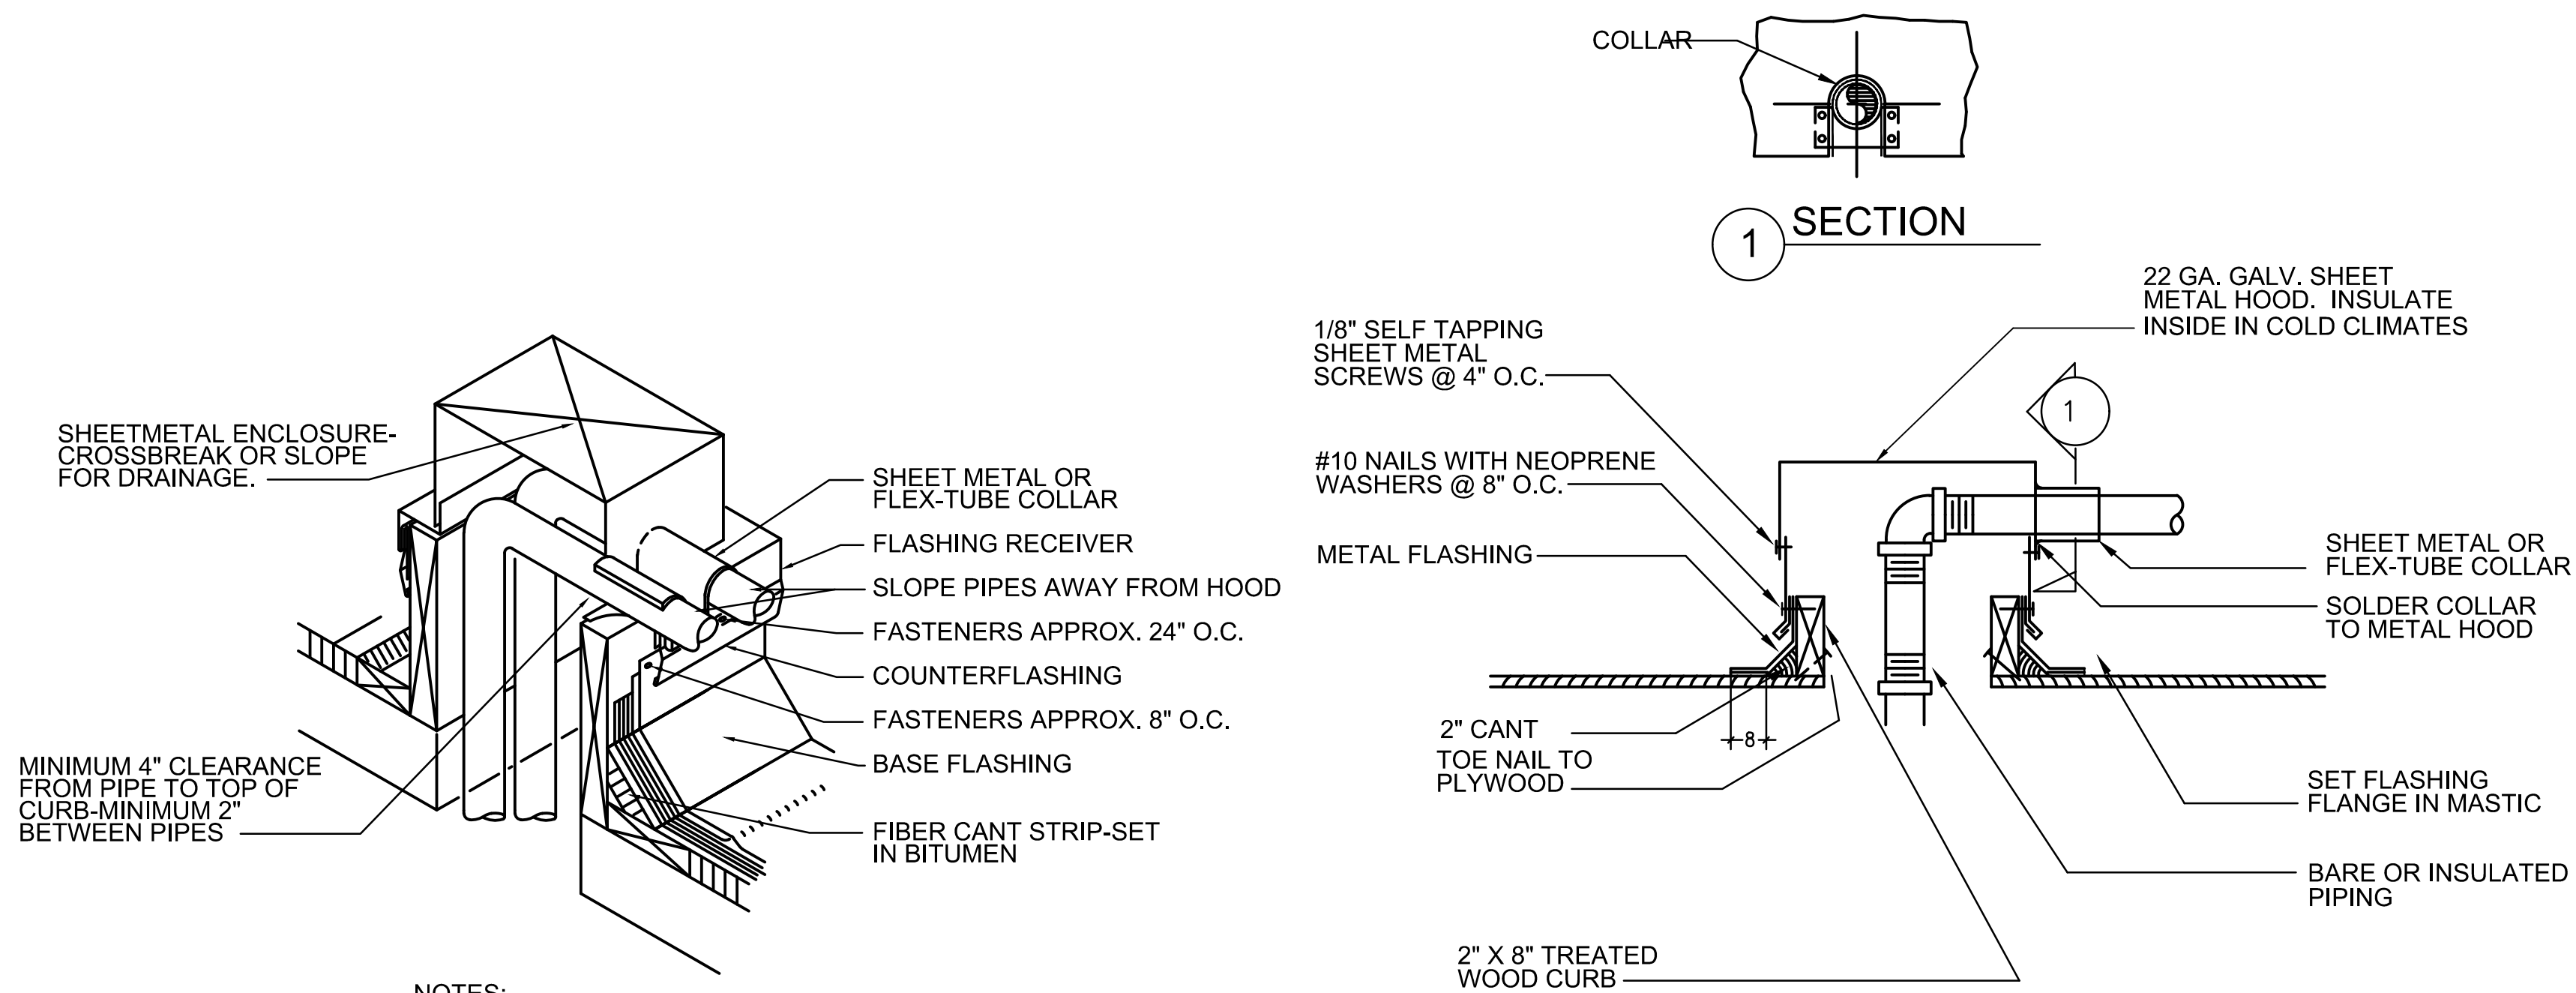 COLLAR
1 SECTION
SHEETMETAL ENCLOSURE-
CROSSBREAK OR SLOPE
FOR DRAINAGE.
MINIMUM 4" CLEARANCE
FROM PIPE TO TOP OF
CURB-MINIMUM 2"
BETWEEN PIPES
SHEET METAL OR
FLEX-TUBE COLLAR
FLASHING RECEIVER
SLOPE PIPES AWAY FROM HOOD
FASTENERS APPROX. 24" O.C.
COUNTERFLASHING
FASTENERS APPROX. 8" O.C.
BASE FLASHING
FIBER CANT STRIP-SET
IN BITUMEN
NOTES:
1/8" SELF TAPPING
SHEET METAL
SCREWS @ 4" O.C.
#10 NAILS WITH NEOPRENE
WASHERS @ 8" O.C.
METAL FLASHING
2" CANT
8
TOE NAIL TO
PLYWOOD
2" X 8" TREATED
WOOD CURB
22 GA. GALV. SHEET
METAL HOOD. INSULATE
INSIDE IN COLD CLIMATES
1
SHEET METAL OR
FLEX-TUBE COLLAR
SOLDER COLLAR
TO METAL HOOD
SET FLASHING
FLANGE IN MASTIC
BARE OR INSULATED
PIPING